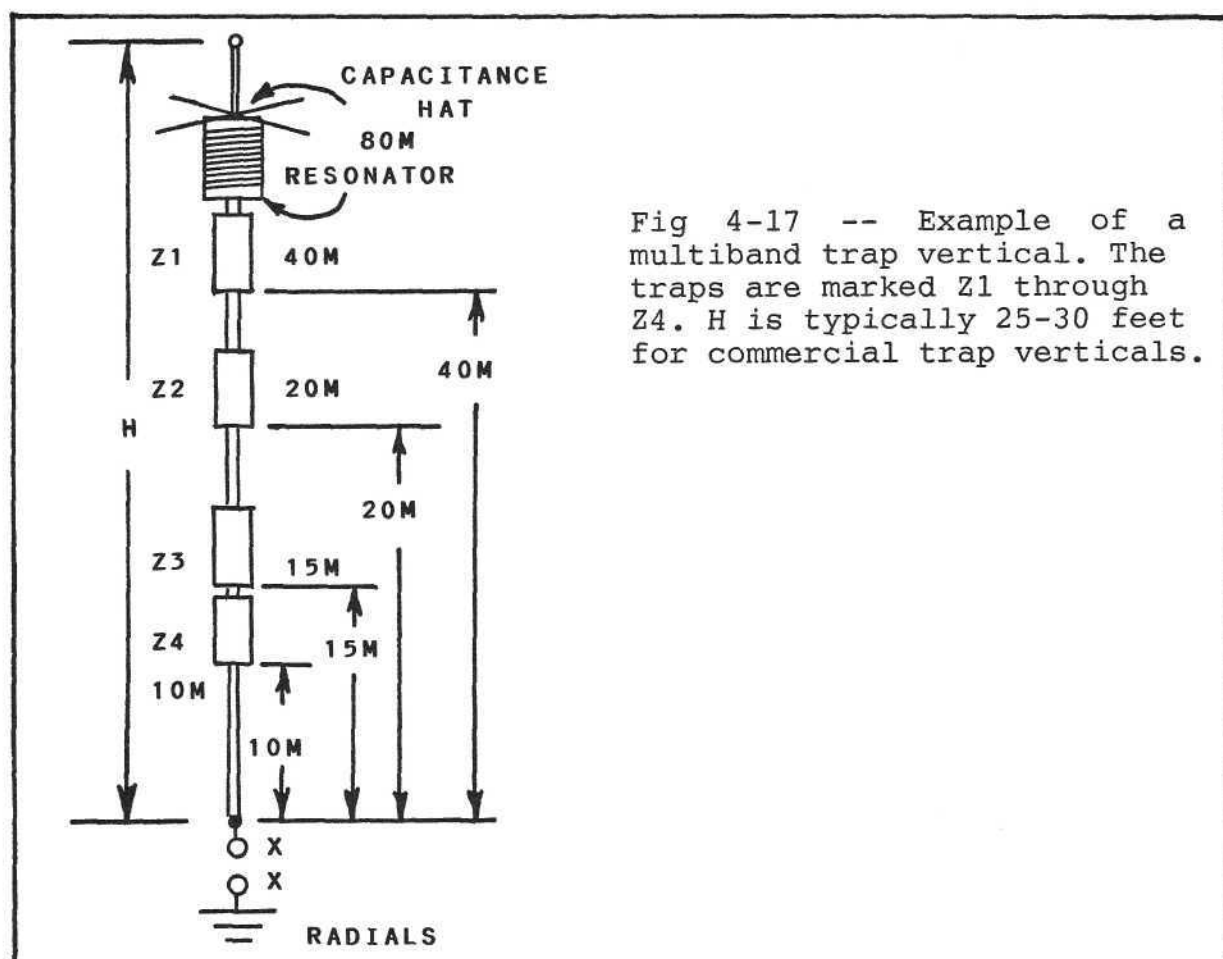 CAPACITANCE
HAT
80M
RESONATOR
Z1 40M
Z2 20M
40M
H
20M
Z3 15M
Z4 15M
10M
10M
X
X
RADIALS
Fig 4-17 -- Example of a
multiband trap vertical. The
traps are marked Z1 through
Z4. H is typically 25-30 feet
for commercial trap verticals.